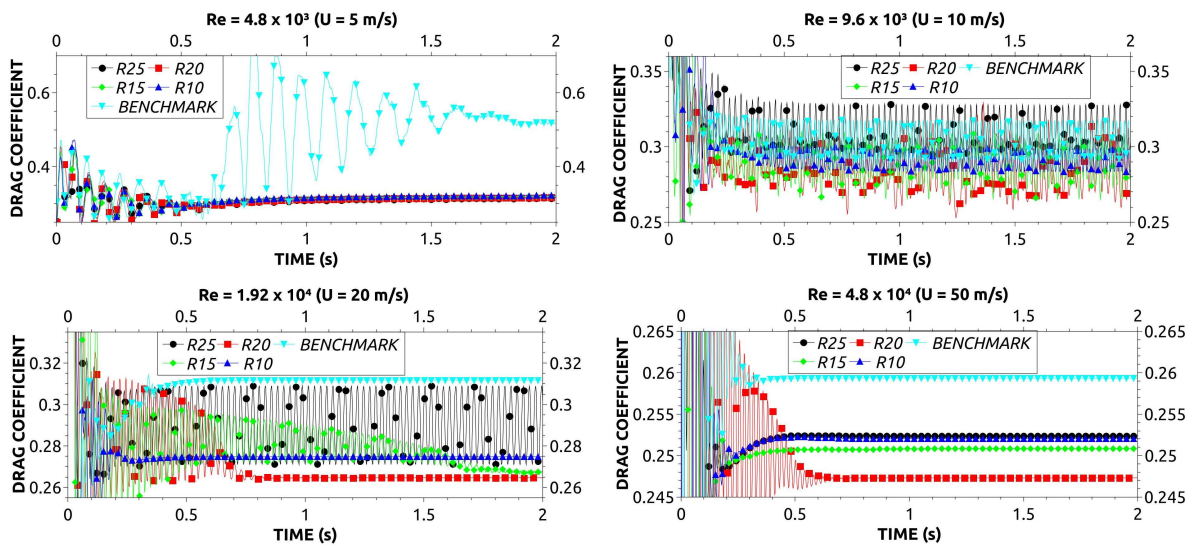 Re = 4.8 x 10³ (U = 5 m/s)
0 0.5 1 1.5 2
DRAG COEFFICIENT
0.6
0.4
R25 R20
R15 R10
BENCHMARK
0.6
0.4
0 0.5 1 1.5 2
TIME (s)
Re = 9.6 x 10³ (U = 10 m/s)
0 0.5 1 1.5 2
DRAG COEFFICIENT
0.35
0.3
0.25
R25 R20 BENCHMARK
R15 R10
0.35
0.3
0.25
0 0.5 1 1.5 2
TIME (s)
Re = 1.92 x 10⁴ (U = 20 m/s)
0 0.5 1 1.5 2
DRAG COEFFICIENT
0.32
0.3
0.28
0.26
R25 R20 BENCHMARK
R15 R10
0.32
0.3
0.28
0.26
0 0.5 1 1.5 2
TIME (s)
Re = 4.8 x 10⁴ (U = 50 m/s)
0 0.5 1 1.5 2
DRAG COEFFICIENT
0.265
0.26
0.255
0.25
0.245
R25 R20 BENCHMARK
R15 R10
0.265
0.26
0.255
0.25
0.245
0 0.5 1 1.5 2
TIME (s)